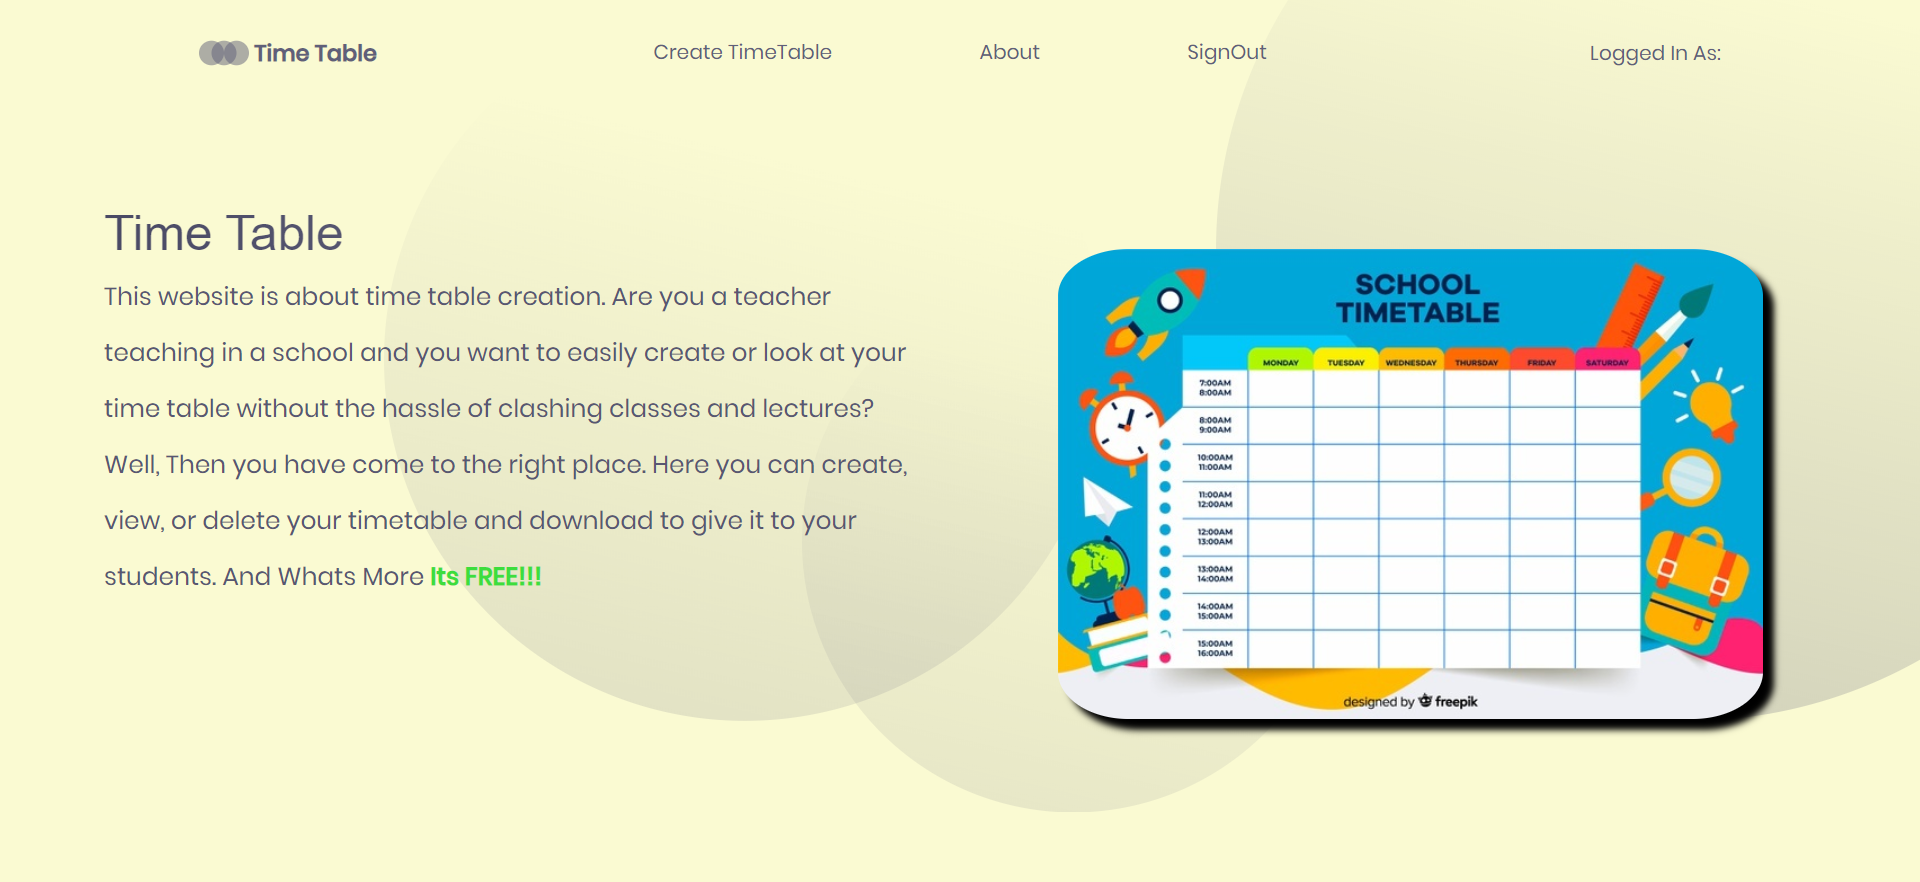 Time Table
Create TimeTable
About
SignOut
Logged In As:
Time Table
This website is about time table creation. Are you a teacher
teaching in a school and you want to easily create or look at your
time table without the hassle of clashing classes and lectures?
Well, Then you have come to the right place. Here you can create,
view, or delete your timetable and download to give it to your
students. And Whats More Its FREE!!!
SCHOOL
TIMETABLE
MONDAY TUESDAY WEDNESDAY THURSDAY FRIDAY SATURDAY
7:00AM
8:00AM
8:00AM
9:00AM
10:00AM
11:00AM
11:00AM
12:00AM
12:00AM
13:00AM
13:00AM
14:00AM
14:00AM
15:00AM
15:00AM
16:00AM
designed by freepik